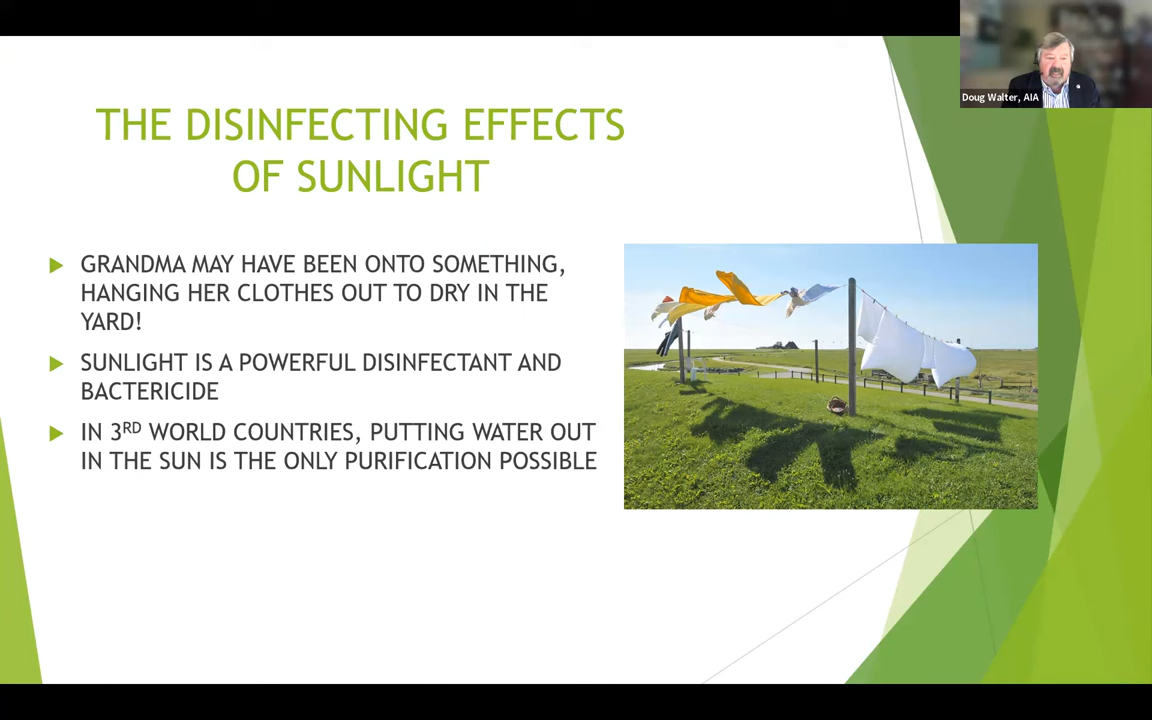 Doug Walter, AIA
THE DISINFECTING EFFECTS
OF SUNLIGHT
GRANDMA MAY HAVE BEEN ONTO SOMETHING,
HANGING HER CLOTHES OUT TO DRY IN THE
YARD!
SUNLIGHT IS A POWERFUL DISINFECTANT AND
BACTERICIDE
IN 3RD WORLD COUNTRIES, PUTTING WATER OUT
IN THE SUN IS THE ONLY PURIFICATION POSSIBLE